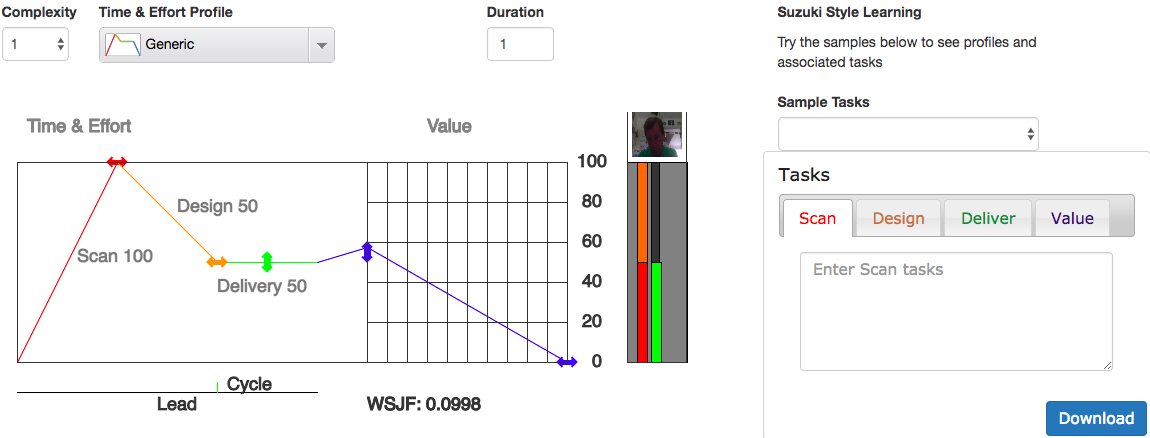 Complexity
Time & Effort Profile
Duration
1
Generic
1
Suzuki Style Learning
Try the samples below to see profiles and
associated tasks
Sample Tasks
Time & Effort
Value
Scan 100
Design 50
Delivery 50
100
80
60
40
20
0
Cycle
Lead
WSJF: 0.0998
Tasks
Scan
Design
Deliver
Value
Enter Scan tasks
Download